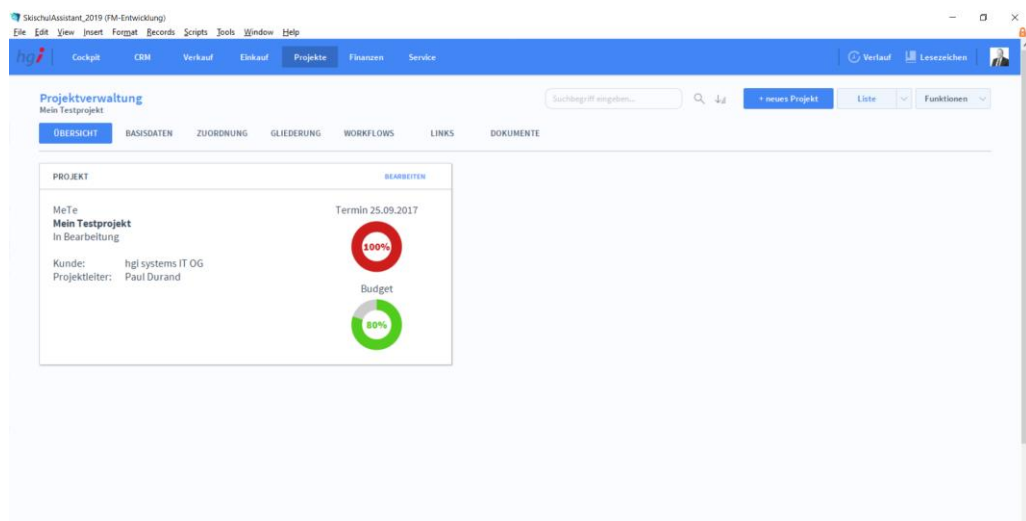 SkischulAssistant_2019 (FM-Entwicklung)
File Edit View Insert Format Records Scripts Tools Window Help
hgi Cockpit CRM Verkauf Einkauf Projekte Finanzen Service Verlauf Lesezeichen
Projektverwaltung
Mein Testprojekt
Suchbegriff eingeben... + neues Projekt Liste Funktionen
ÜBERSICHT BASISDATEN ZUORDNUNG GLIEDERUNG WORKFLOWS LINKS DOKUMENTE
PROJEKT BEARBEITEN
MeTe Termin 25.09.2017
Mein Testprojekt
In Bearbeitung
100%
Kunde: hgi systems IT OG
Projektleiter: Paul Durand
Budget
80%